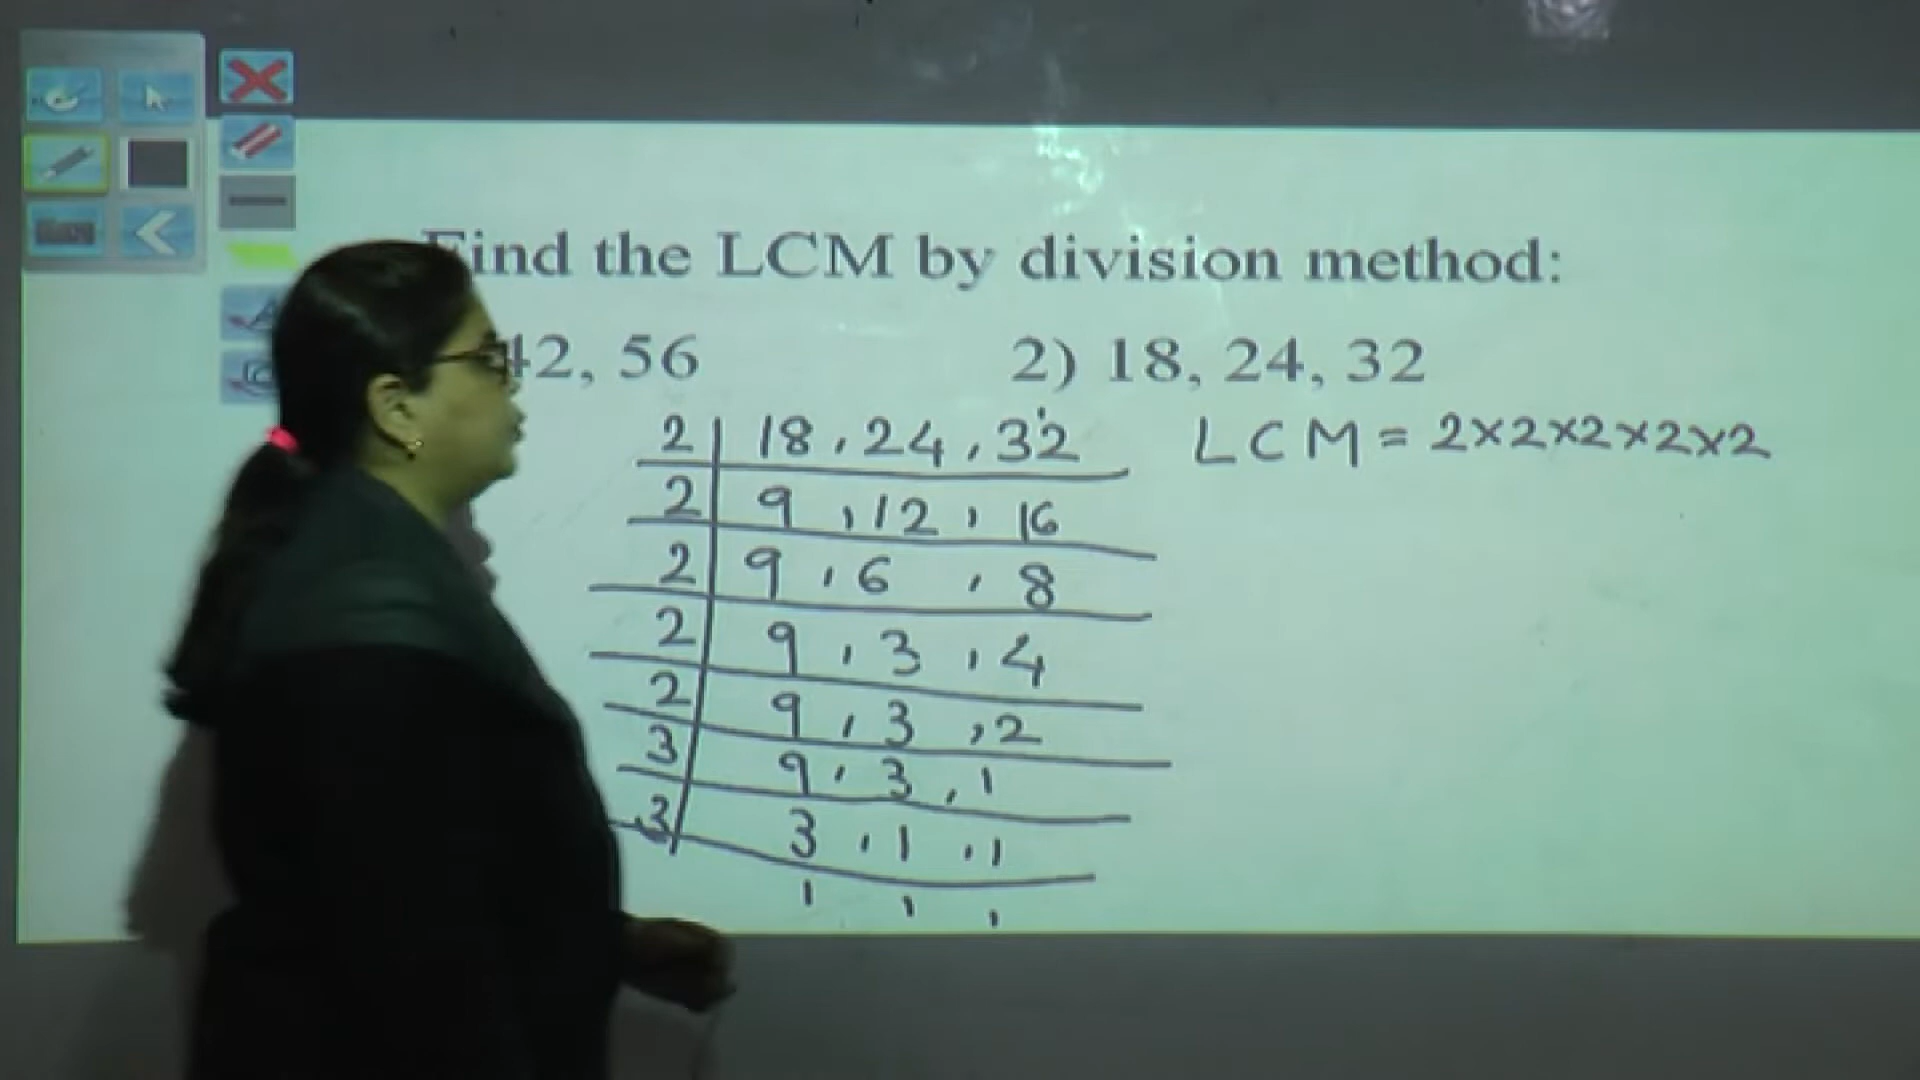 Find the LCM by division method:
42, 56 2) 18, 24, 32
2 | 18, 24, 32 LCM = 2×2×2×2×2
2 | 9, 12, 16
2 | 9, 6, 8
2 | 9, 3, 4
2 | 9, 3, 2
3 | 9, 3, 1
3 | 3, 1, 1
1 1 1